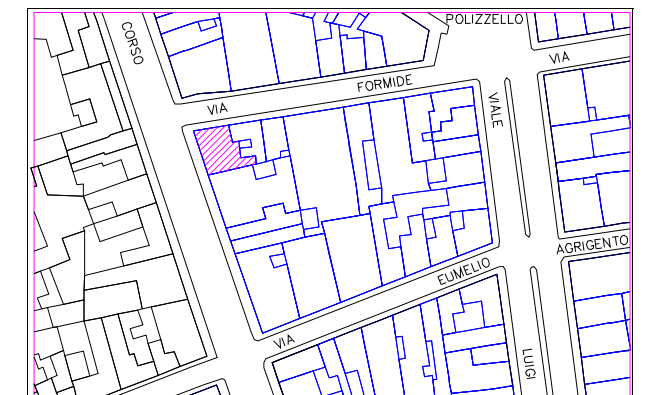 POLIZZELLO
CORSO
VIA
FORMIDE
VIA
VIALE
AGRIGENTO
EUMELIO
VIA
LUIGI